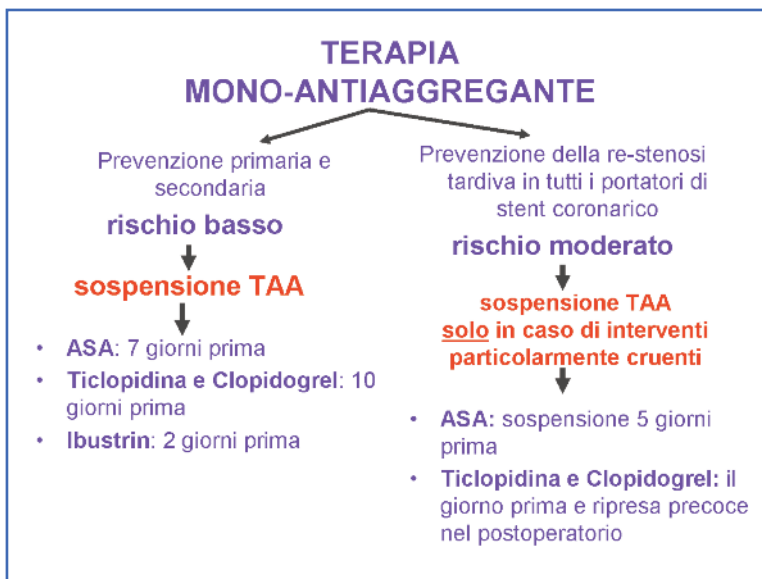 TERAPIA
MONO-ANTIAGGREGANTE
Prevenzione primaria e
secondaria
rischio basso
sospensione TAA
• ASA: 7 giorni prima
• Ticlopidina e Clopidogrel: 10
giorni prima
• Ibustrin: 2 giorni prima
Prevenzione della re-stenosi
tardiva in tutti i portatori di
stent coronarico
rischio moderato
sospensione TAA
solo in caso di interventi
particolarmente cruenti
• ASA: sospensione 5 giorni
prima
• Ticlopidina e Clopidogrel: il
giorno prima e ripresa precoce
nel postoperatorio